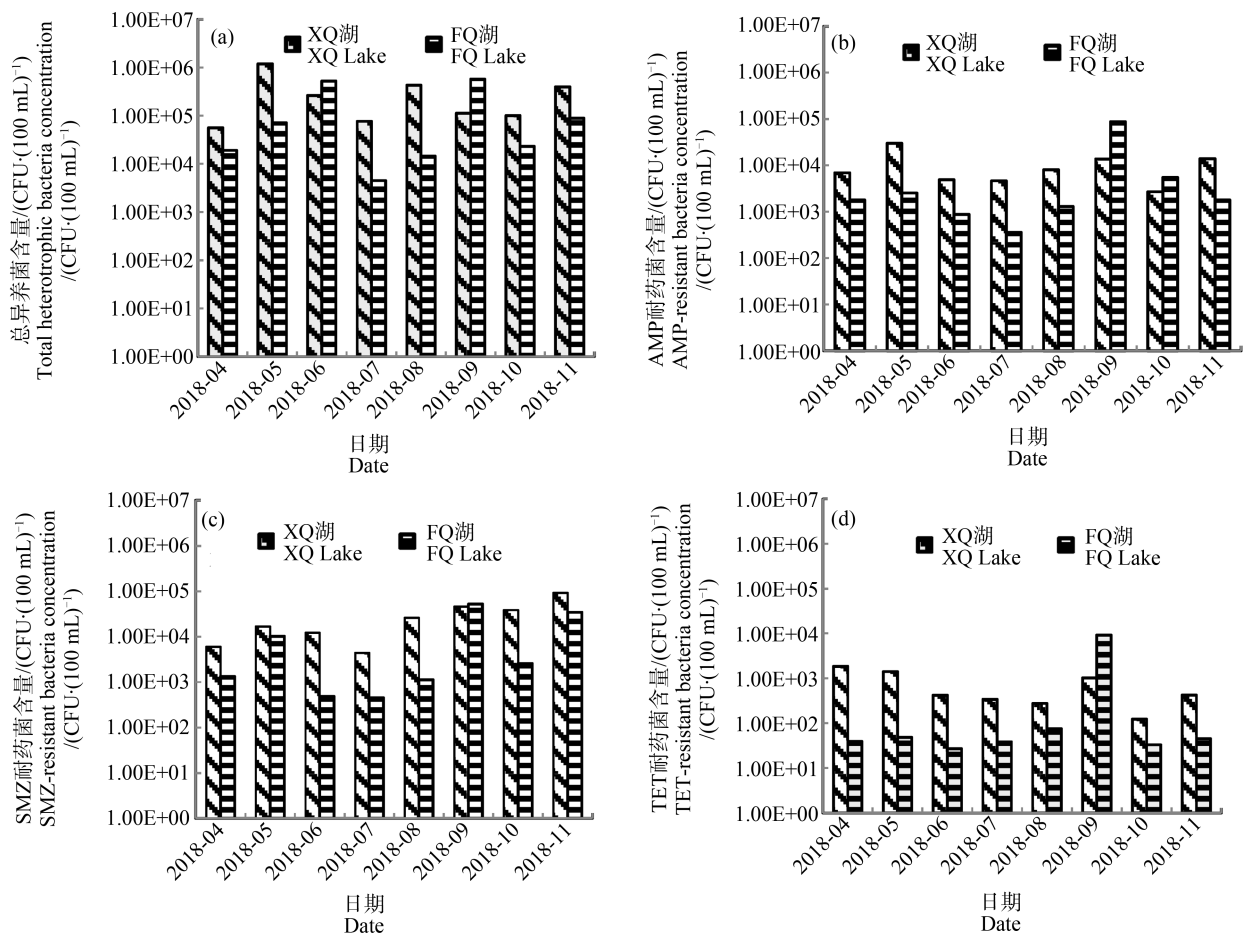 总异养菌含量/(CFU·(100 mL)⁻¹)
Total heterotrophic bacteria concentration
/(CFU·(100 mL)⁻¹)
1.00E+07
1.00E+06
1.00E+05
1.00E+04
1.00E+03
1.00E+02
1.00E+01
1.00E+00
(a)
XQ湖
XQ Lake
FQ湖
FQ Lake
2018-04
2018-05
2018-06
2018-07
2018-08
2018-09
2018-10
2018-11
日期
Date
AMP耐药菌含量/(CFU·(100 mL)⁻¹)
AMP-resistant bacteria concentration
/(CFU·(100 mL)⁻¹)
1.00E+07
1.00E+06
1.00E+05
1.00E+04
1.00E+03
1.00E+02
1.00E+01
1.00E+00
(b)
XQ湖
XQ Lake
FQ湖
FQ Lake
2018-04
2018-05
2018-06
2018-07
2018-08
2018-09
2018-10
2018-11
日期
Date
SMZ耐药菌含量/(CFU·(100 mL)⁻¹)
SMZ-resistant bacteria concentration
/(CFU·(100 mL)⁻¹)
1.00E+07
1.00E+06
1.00E+05
1.00E+04
1.00E+03
1.00E+02
1.00E+01
1.00E+00
(c)
XQ湖
XQ Lake
FQ湖
FQ Lake
2018-04
2018-05
2018-06
2018-07
2018-08
2018-09
2018-10
2018-11
日期
Date
TET耐药菌含量/(CFU·(100 mL)⁻¹)
TET-resistant bacteria concentration
/(CFU·(100 mL)⁻¹)
1.00E+07
1.00E+06
1.00E+05
1.00E+04
1.00E+03
1.00E+02
1.00E+01
1.00E+00
(d)
XQ湖
XQ Lake
FQ湖
FQ Lake
2018-04
2018-05
2018-06
2018-07
2018-08
2018-09
2018-10
2018-11
日期
Date